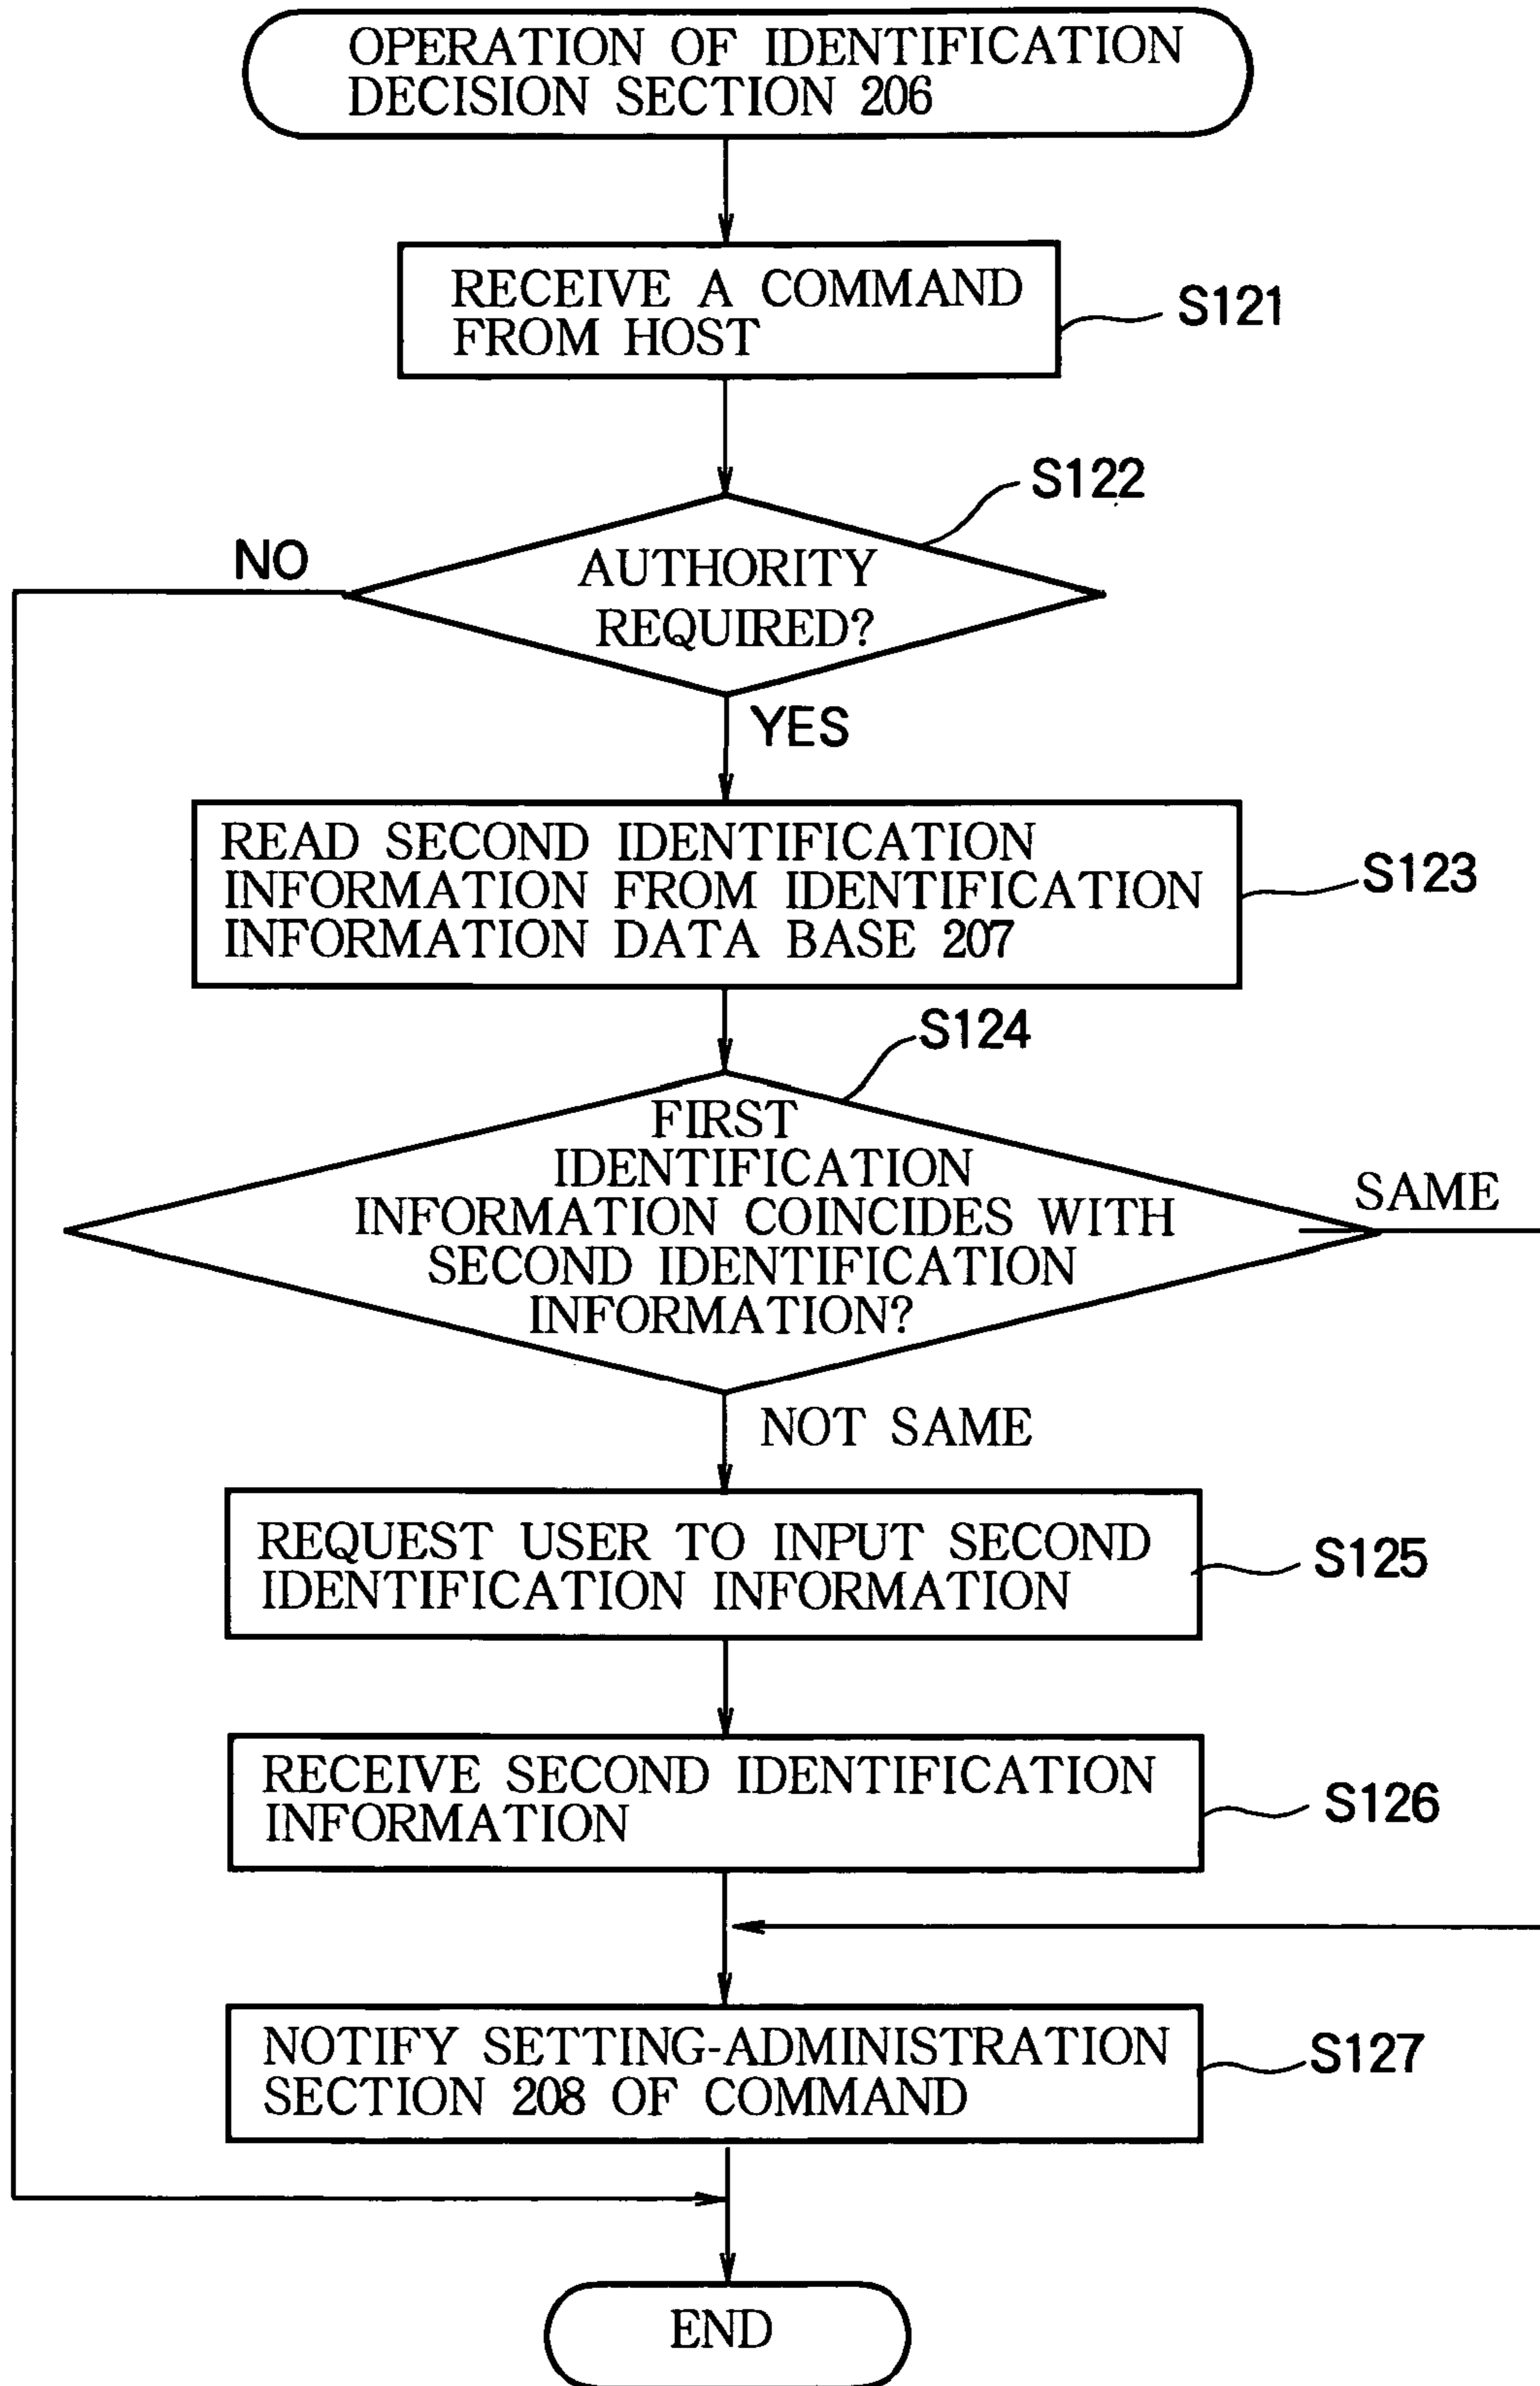 OPERATION OF IDENTIFICATION
DECISION SECTION 206
RECEIVE A COMMAND
FROM HOST
S121
S122
NO
AUTHORITY
REQUIRED?
YES
READ SECOND IDENTIFICATION
INFORMATION FROM IDENTIFICATION
INFORMATION DATA BASE 207
S123
S124
FIRST
IDENTIFICATION
INFORMATION COINCIDES WITH
SECOND IDENTIFICATION
INFORMATION?
SAME
NOT SAME
REQUEST USER TO INPUT SECOND
IDENTIFICATION INFORMATION
S125
RECEIVE SECOND IDENTIFICATION
INFORMATION
S126
NOTIFY SETTING-ADMINISTRATION
SECTION 208 OF COMMAND
S127
END